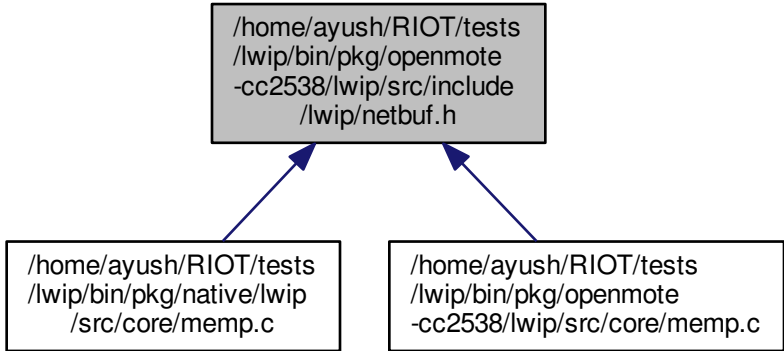 /home/ayush/RIOT/tests
/lwip/bin/pkg/openmote
-cc2538/lwip/src/include
/lwip/netbuf.h
/home/ayush/RIOT/tests
/lwip/bin/pkg/native/lwip
/src/core/memp.c
/home/ayush/RIOT/tests
/lwip/bin/pkg/openmote
-cc2538/lwip/src/core/memp.c